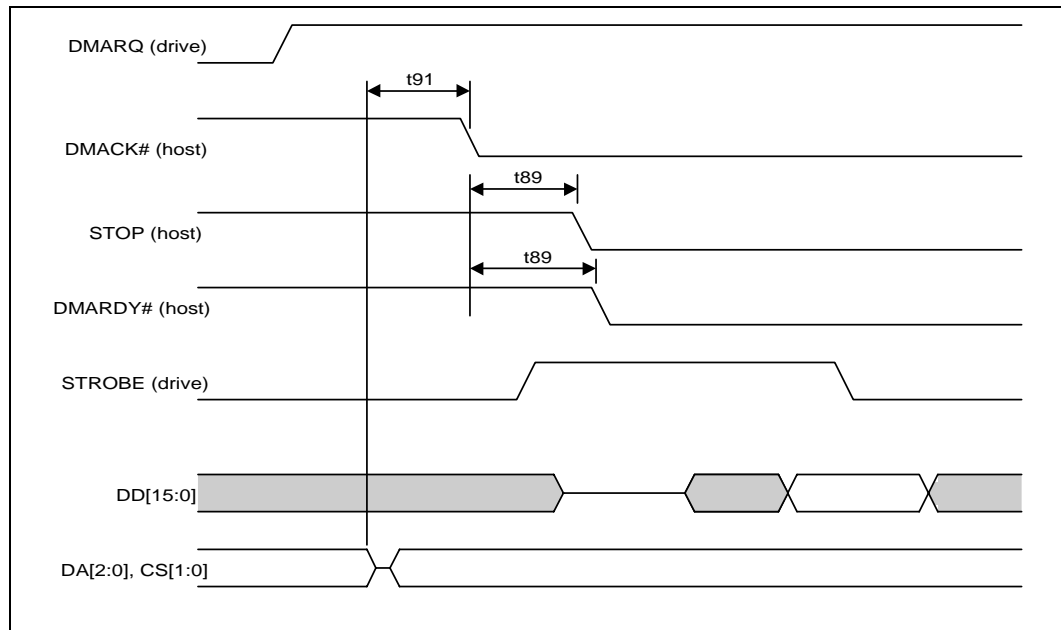 DMARQ (drive)
t91
DMACK# (host)
t89
STOP (host)
t89
DMARDY# (host)
STROBE (drive)
DD[15:0]
DA[2:0], CS[1:0]